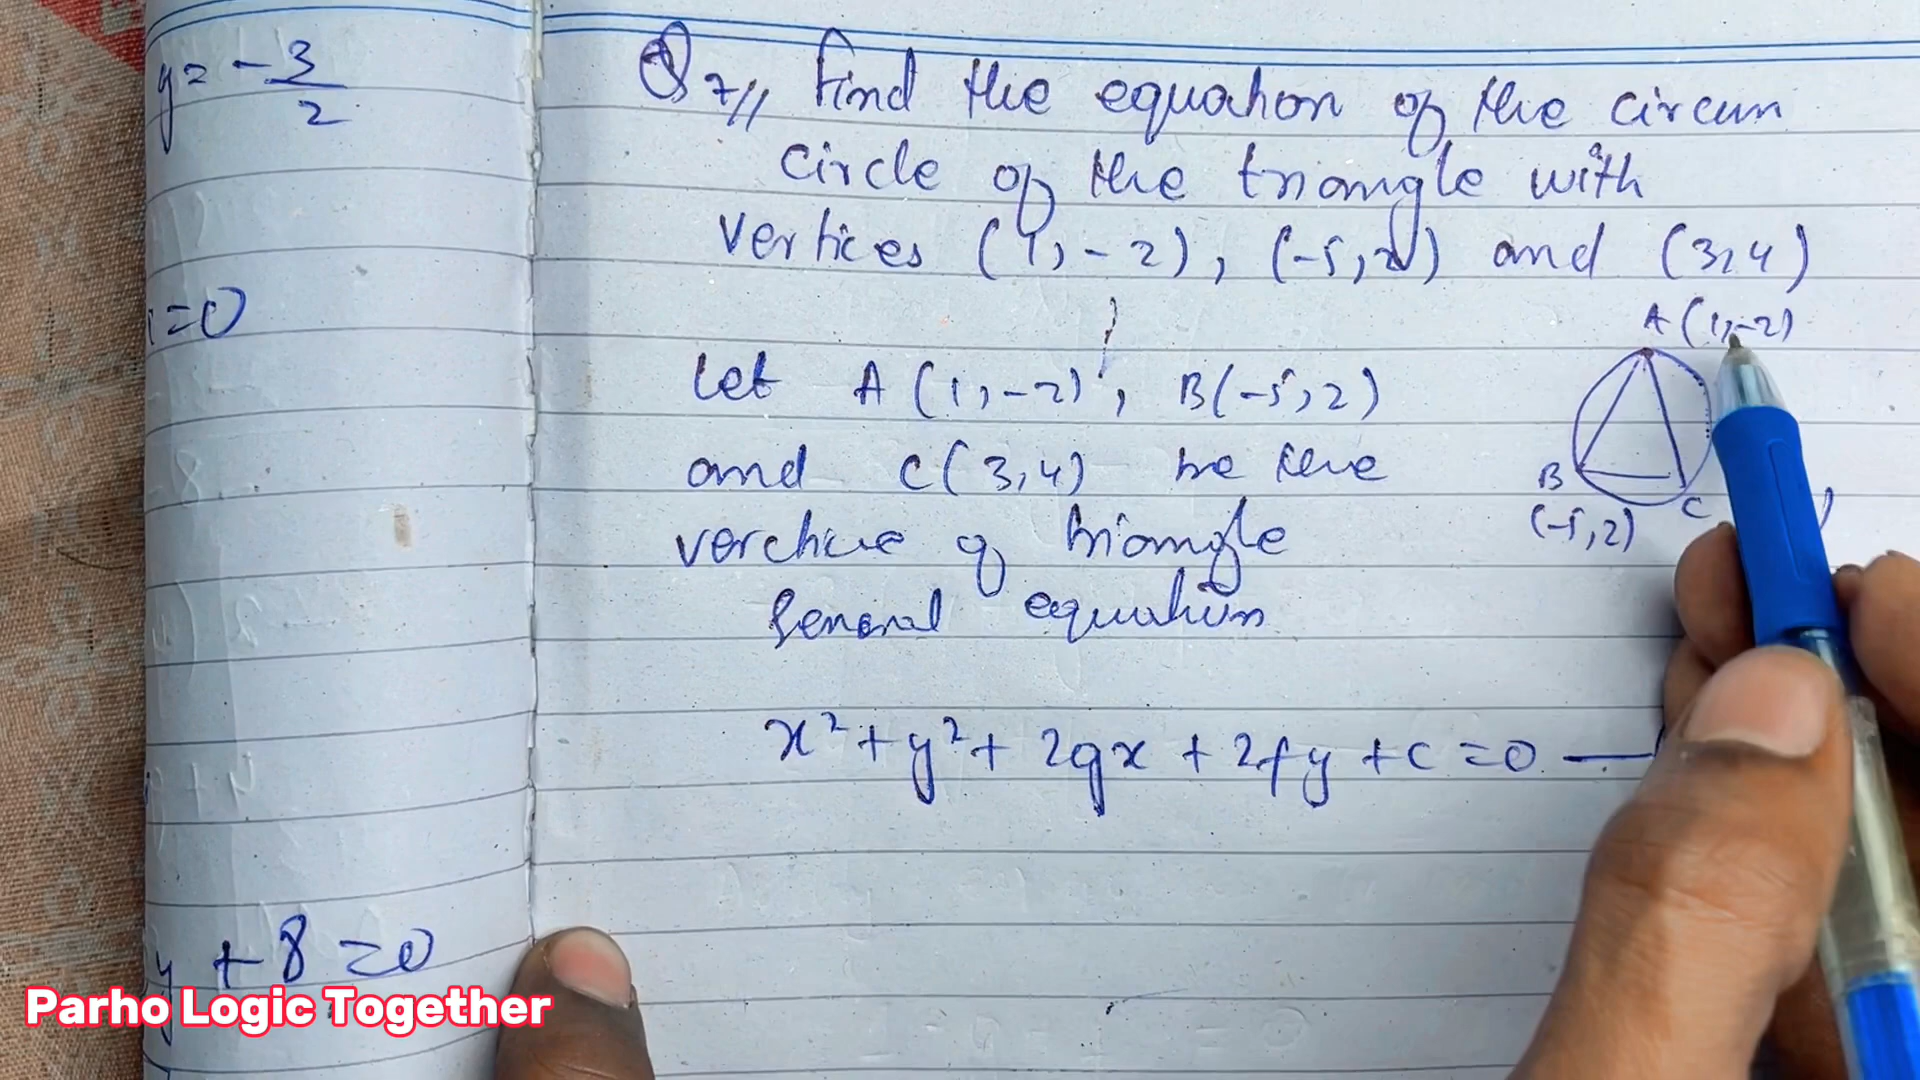 y = -3/2
=0
y + 8 = 0
Q 7// Find the equation of the circum
circle of the triangle with
vertices (1, -2), (-5, 2) and (3, 4)
A (1, -2)
Let A (1, -2), B(-5, 2)
and C(3, 4) be the
B
C
(-5, 2)
of triangle
General equation
x² + y² + 2gx + 2fy + c = 0
Parho Logic Together